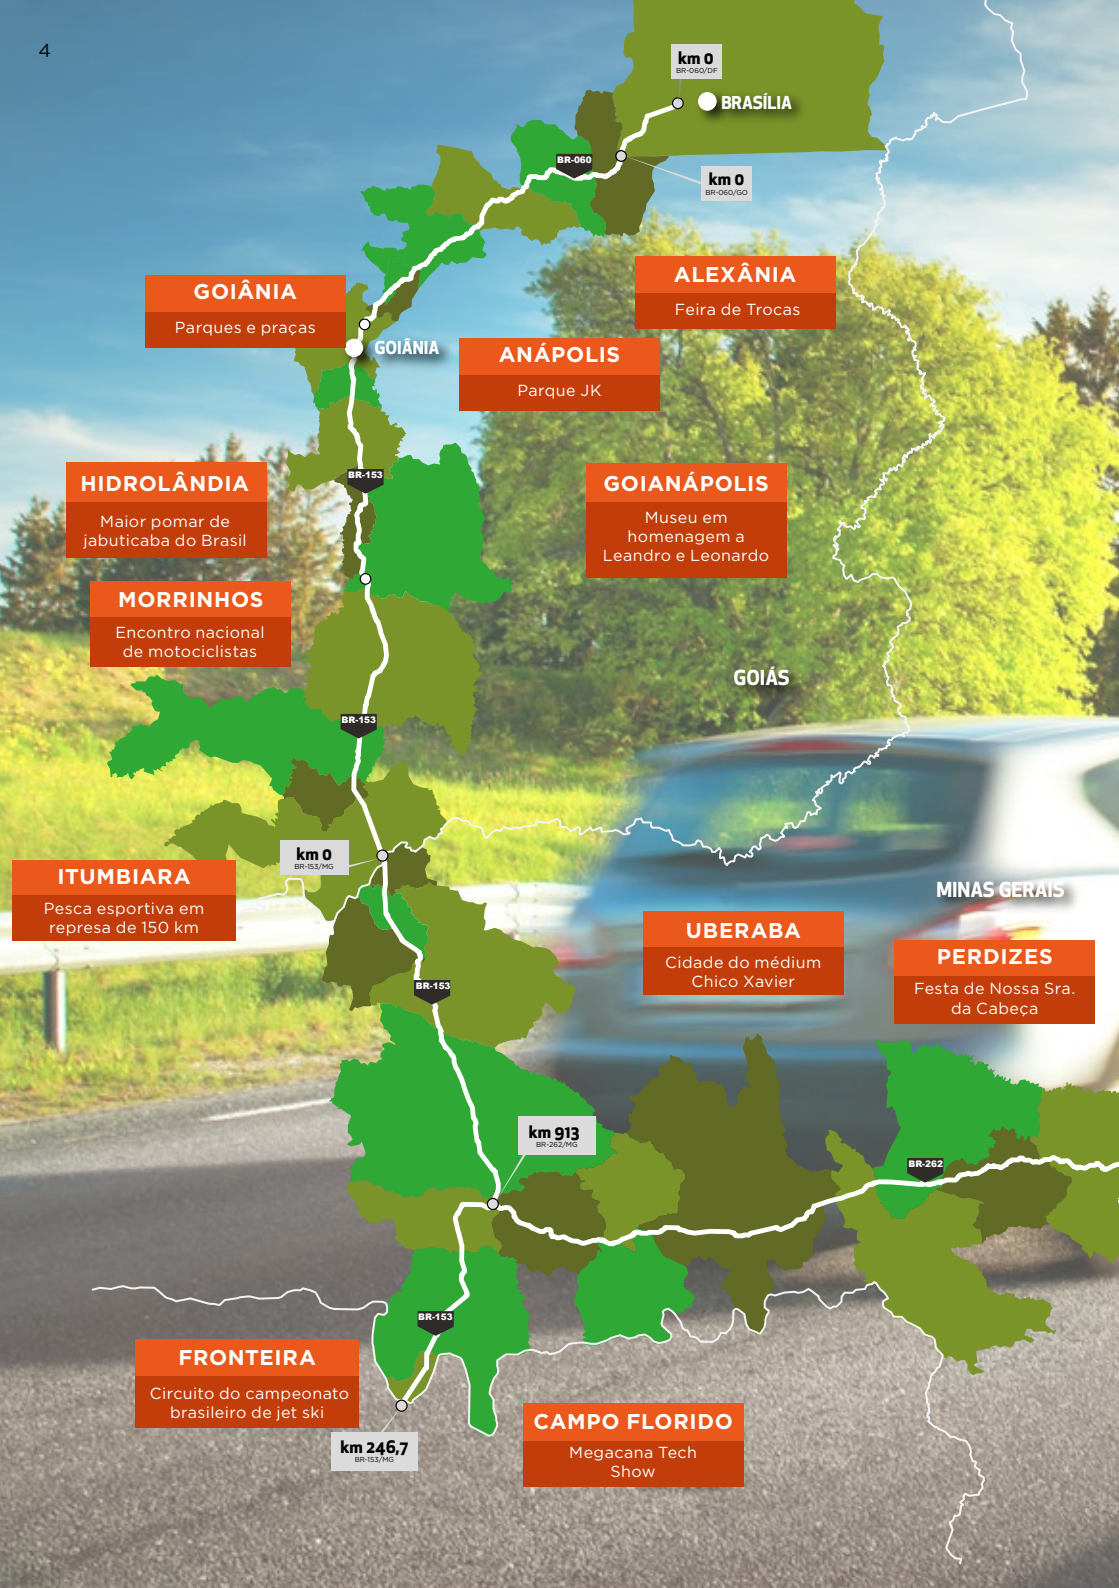 4
km 0
BR-060/DF
BRASÍLIA
BR-060
km 0
BR-060/GO
ALEXÂNIA
Feira de Trocas
GOIÂNIA
Parques e praças
GOIÂNIA
ANÁPOLIS
Parque JK
HIDROLÂNDIA
Maior pomar de
jabuticaba do Brasil
BR-153
GOIANÁPOLIS
Museu em
homenagem a
Leandro e Leonardo
MORRINHOS
Encontro nacional
de motociclistas
GOIÁS
BR-153
km 0
BR-153/MG
ITUMBIARA
Pesca esportiva em
represa de 150 km
MINAS GERAIS
UBERABA
Cidade do médium
Chico Xavier
PERDIZES
Festa de Nossa Sra.
da Cabeça
BR-153
km 913
BR-262/MG
BR-262
BR-153
FRONTEIRA
Circuito do campeonato
brasileiro de jet ski
km 246,7
BR-153/MG
CAMPO FLORIDO
Megacana Tech
Show